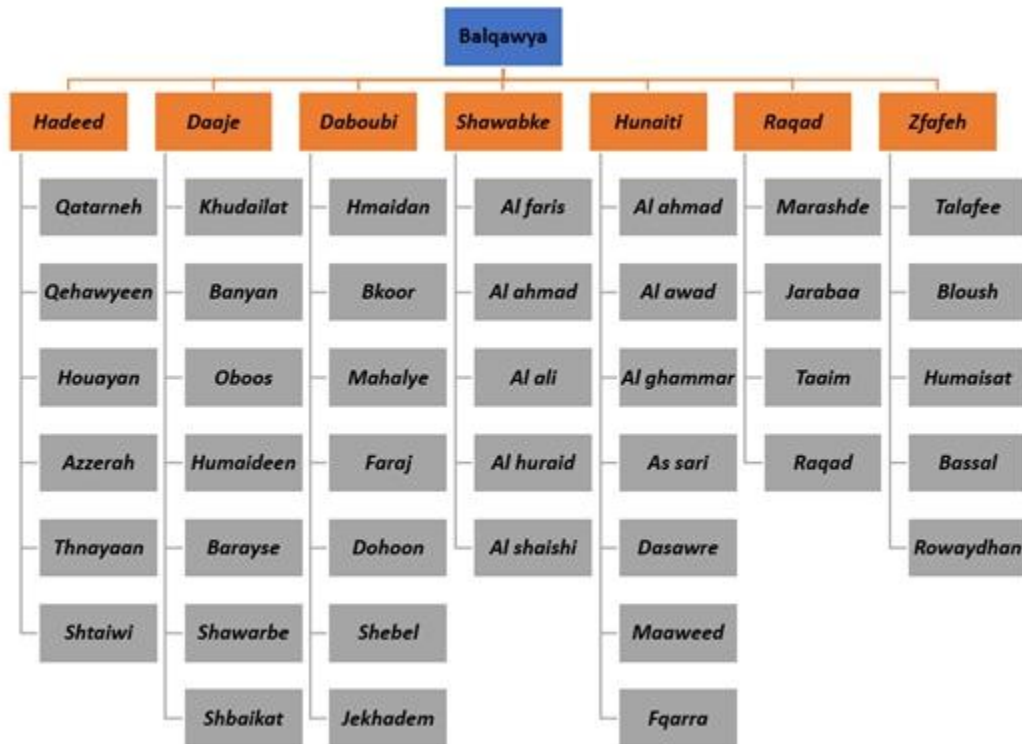 Balqawya
Hadeed
Daaje
Daboubi
Shawabke
Hunaiti
Raqad
Zfafeh
Qatarneh
Khudailat
Hmaidan
Al faris
Al ahmad
Marashde
Talafee
Qehawyeen
Banyan
Bkoor
Al ahmad
Al awad
Jarabaa
Bloush
Houayan
Oboos
Mahalye
Al ali
Al ghammar
Taaim
Humaisat
Azzerah
Humaideen
Faraj
Al huraid
As sari
Raqad
Bassal
Thnayaan
Barayse
Dohoon
Al shaishi
Dasawre
Rowaydhan
Shtaiwi
Shawarbe
Shebel
Maaweed
Shbaikat
Jekhadem
Fqarra